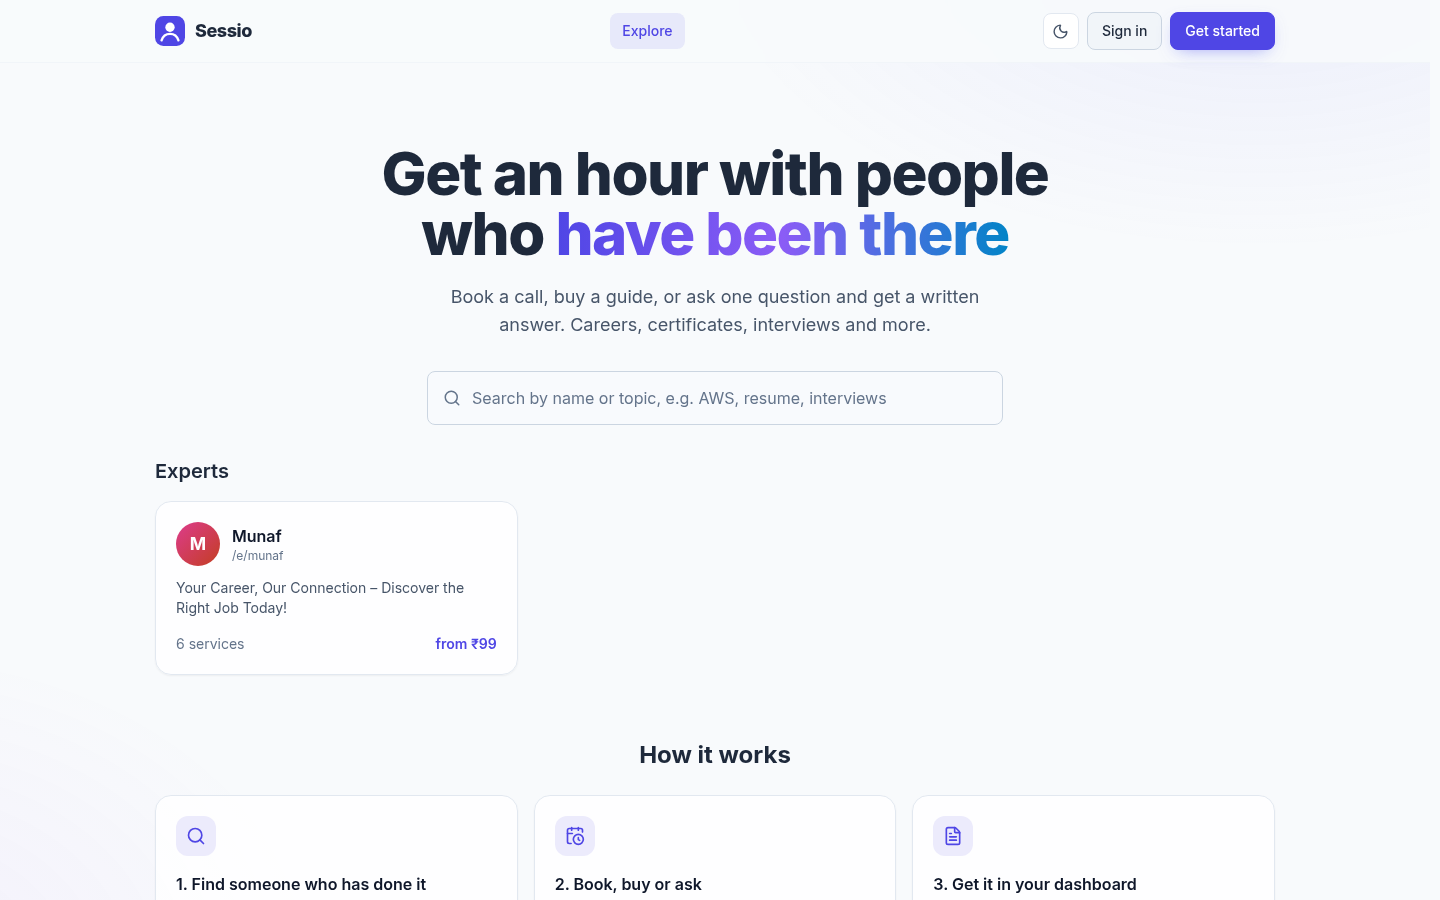 Sessio
Explore
Sign in
Get started
Get an hour with people
who have been there
Book a call, buy a guide, or ask one question and get a written
answer. Careers, certificates, interviews and more.
Search by name or topic, e.g. AWS, resume, interviews
Experts
M
Munaf
/e/munaf
Your Career, Our Connection – Discover the
Right Job Today!
6 services
from ₹99
How it works
1. Find someone who has done it
2. Book, buy or ask
3. Get it in your dashboard